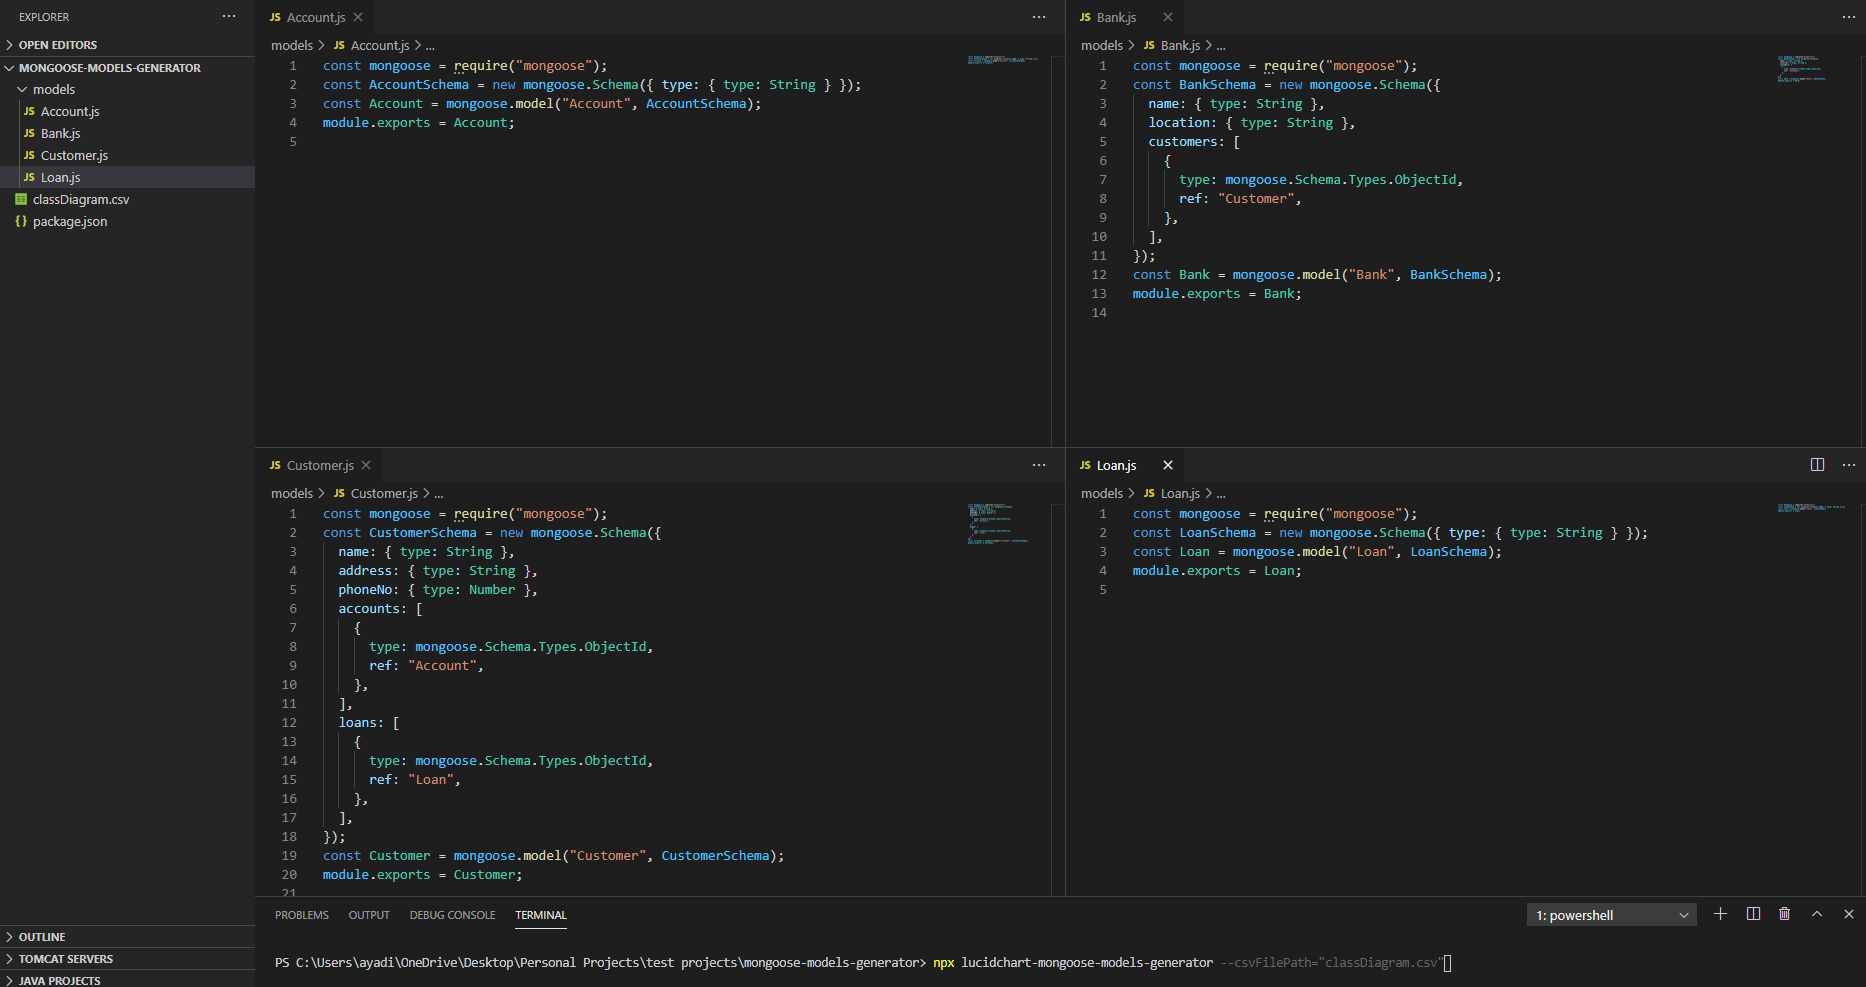 EXPLORER
OPEN EDITORS
MONGOOSE-MODELS-GENERATOR
models
JS Account.js
JS Bank.js
JS Customer.js
JS Loan.js
classDiagram.csv
{} package.json
OUTLINE
TOMCAT SERVERS
JAVA PROJECTS
JS Account.js
models > JS Account.js > ...
1 const mongoose = require("mongoose");
2 const AccountSchema = new mongoose.Schema({ type: { type: String } });
3 const Account = mongoose.model("Account", AccountSchema);
4 module.exports = Account;
5
JS Bank.js
models > JS Bank.js > ...
1 const mongoose = require("mongoose");
2 const BankSchema = new mongoose.Schema({
3 name: { type: String },
4 location: { type: String },
5 customers: [
6 {
7 type: mongoose.Schema.Types.ObjectId,
8 ref: "Customer",
9 },
10 ],
11 });
12 const Bank = mongoose.model("Bank", BankSchema);
13 module.exports = Bank;
14
JS Customer.js
models > JS Customer.js > ...
1 const mongoose = require("mongoose");
2 const CustomerSchema = new mongoose.Schema({
3 name: { type: String },
4 address: { type: String },
5 phoneNo: { type: Number },
6 accounts: [
7 {
8 type: mongoose.Schema.Types.ObjectId,
9 ref: "Account",
10 },
11 ],
12 loans: [
13 {
14 type: mongoose.Schema.Types.ObjectId,
15 ref: "Loan",
16 },
17 ],
18 });
19 const Customer = mongoose.model("Customer", CustomerSchema);
20 module.exports = Customer;
21
JS Loan.js
models > JS Loan.js > ...
1 const mongoose = require("mongoose");
2 const LoanSchema = new mongoose.Schema({ type: { type: String } });
3 const Loan = mongoose.model("Loan", LoanSchema);
4 module.exports = Loan;
5
PROBLEMS OUTPUT DEBUG CONSOLE TERMINAL 1: powershell
PS C:\Users\ayadi\OneDrive\Desktop\Personal Projects\test projects\mongoose-models-generator> npx lucidchart-mongoose-models-generator --csvFilePath="classDiagram.csv"